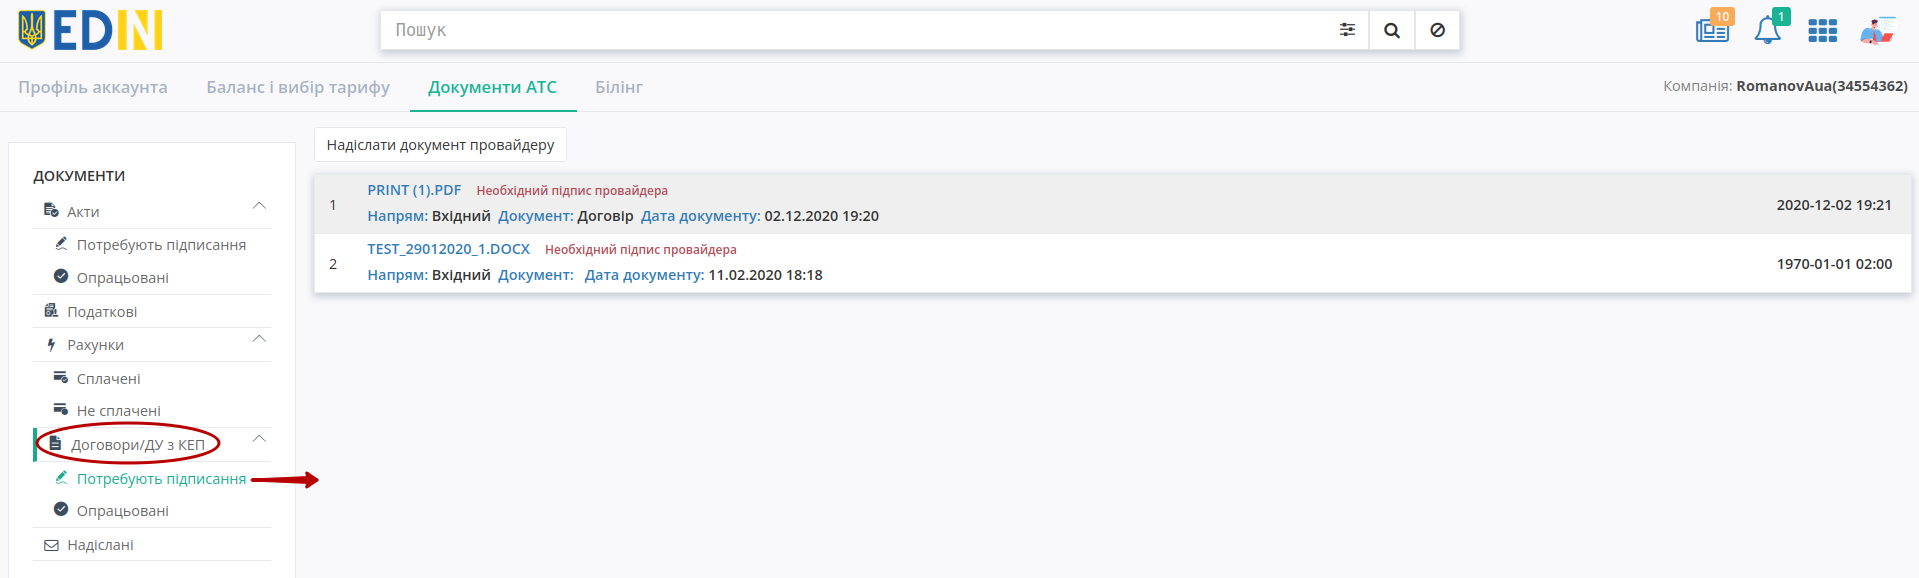 EDIN
Пошук
10
1
Профіль аккаунта Баланс і вибір тарифу Документи АТС Білінг
Компанія: RomanovAua(34554362)
ДОКУМЕНТИ
Акти
Потребують підписання
Опрацьовані
Податкові
Рахунки
Сплачені
Не сплачені
Договори/ДУ з КЕП
Потребують підписання
Опрацьовані
Надіслані
Надіслати документ провайдеру
1
PRINT (1).PDF Необхідний підпис провайдера
Напрям: Вхідний Документ: Договір Дата документу: 02.12.2020 19:20
2020-12-02 19:21
2
TEST_29012020_1.DOCX Необхідний підпис провайдера
Напрям: Вхідний Документ: Дата документу: 11.02.2020 18:18
1970-01-01 02:00